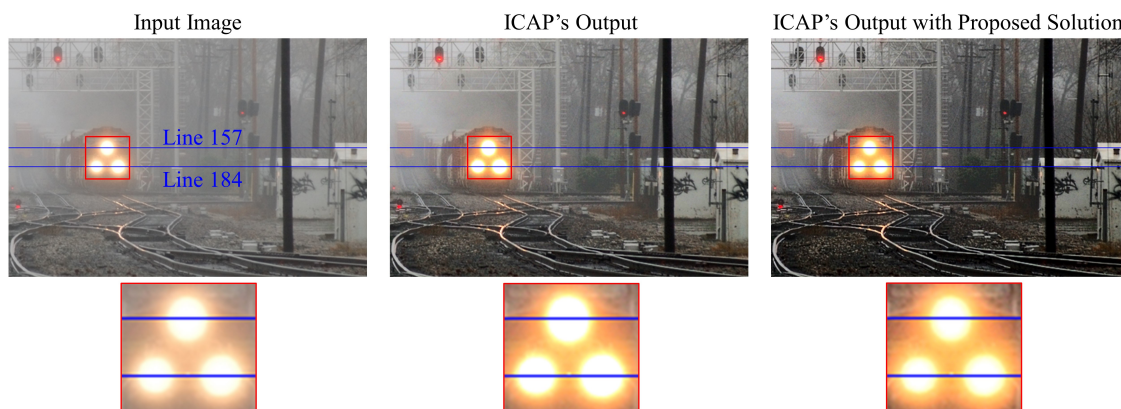 Input Image
ICAP's Output
ICAP's Output with Proposed Solution
Line 157
Line 184